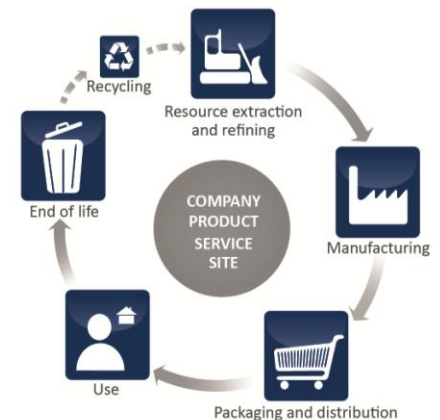 Recycling
Resource extraction
and refining
End of life
COMPANY
PRODUCT
SERVICE
SITE
Manufacturing
Use
Packaging and distribution